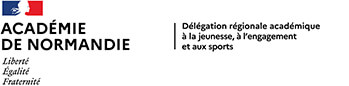 ACADÉMIE
DE NORMANDIE
Liberté
Égalité
Fraternité
Délégation régionale académique
à la jeunesse, à l'engagement
et aux sports